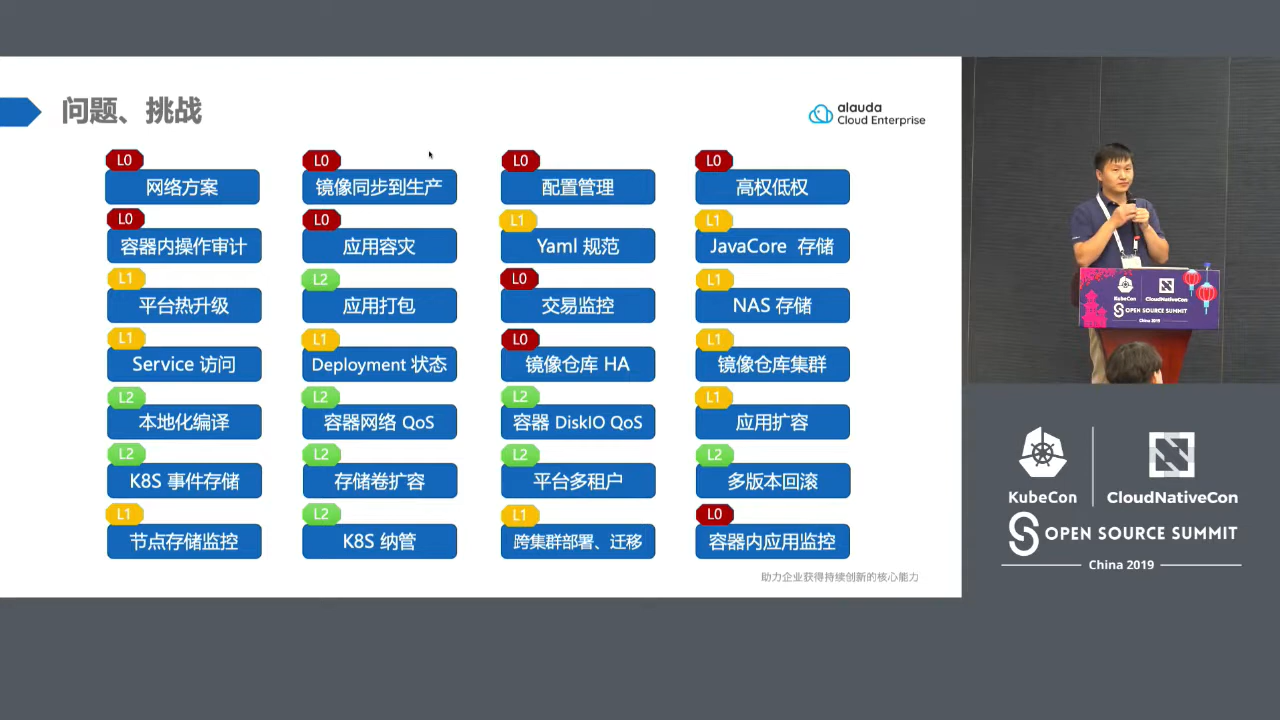 问题、挑战
alauda
Cloud Enterprise
L0
L0
L0
L0
网络方案
镜像同步到生产
配置管理
高权低权
L0
L0
L1
L1
容器内操作审计
应用容灾
Yaml 规范
JavaCore 存储
L1
L2
L0
L1
平台热升级
应用打包
交易监控
NAS 存储
L1
L1
L0
L1
Service 访问
Deployment 状态
镜像仓库 HA
镜像仓库集群
L2
L2
L2
L1
本地化编译
容器网络 QoS
容器 DiskIO QoS
应用扩容
L2
L2
L2
L2
K8S 事件存储
存储卷扩容
平台多租户
多版本回滚
L1
L2
L1
L0
节点存储监控
K8S 纳管
跨集群部署、迁移
容器内应用监控
助力企业获得持续创新的核心能力
KubeCon
CloudNativeCon
OPEN SOURCE SUMMIT
China 2019
KubeCon
CloudNativeCon
OPEN SOURCE SUMMIT
China 2019